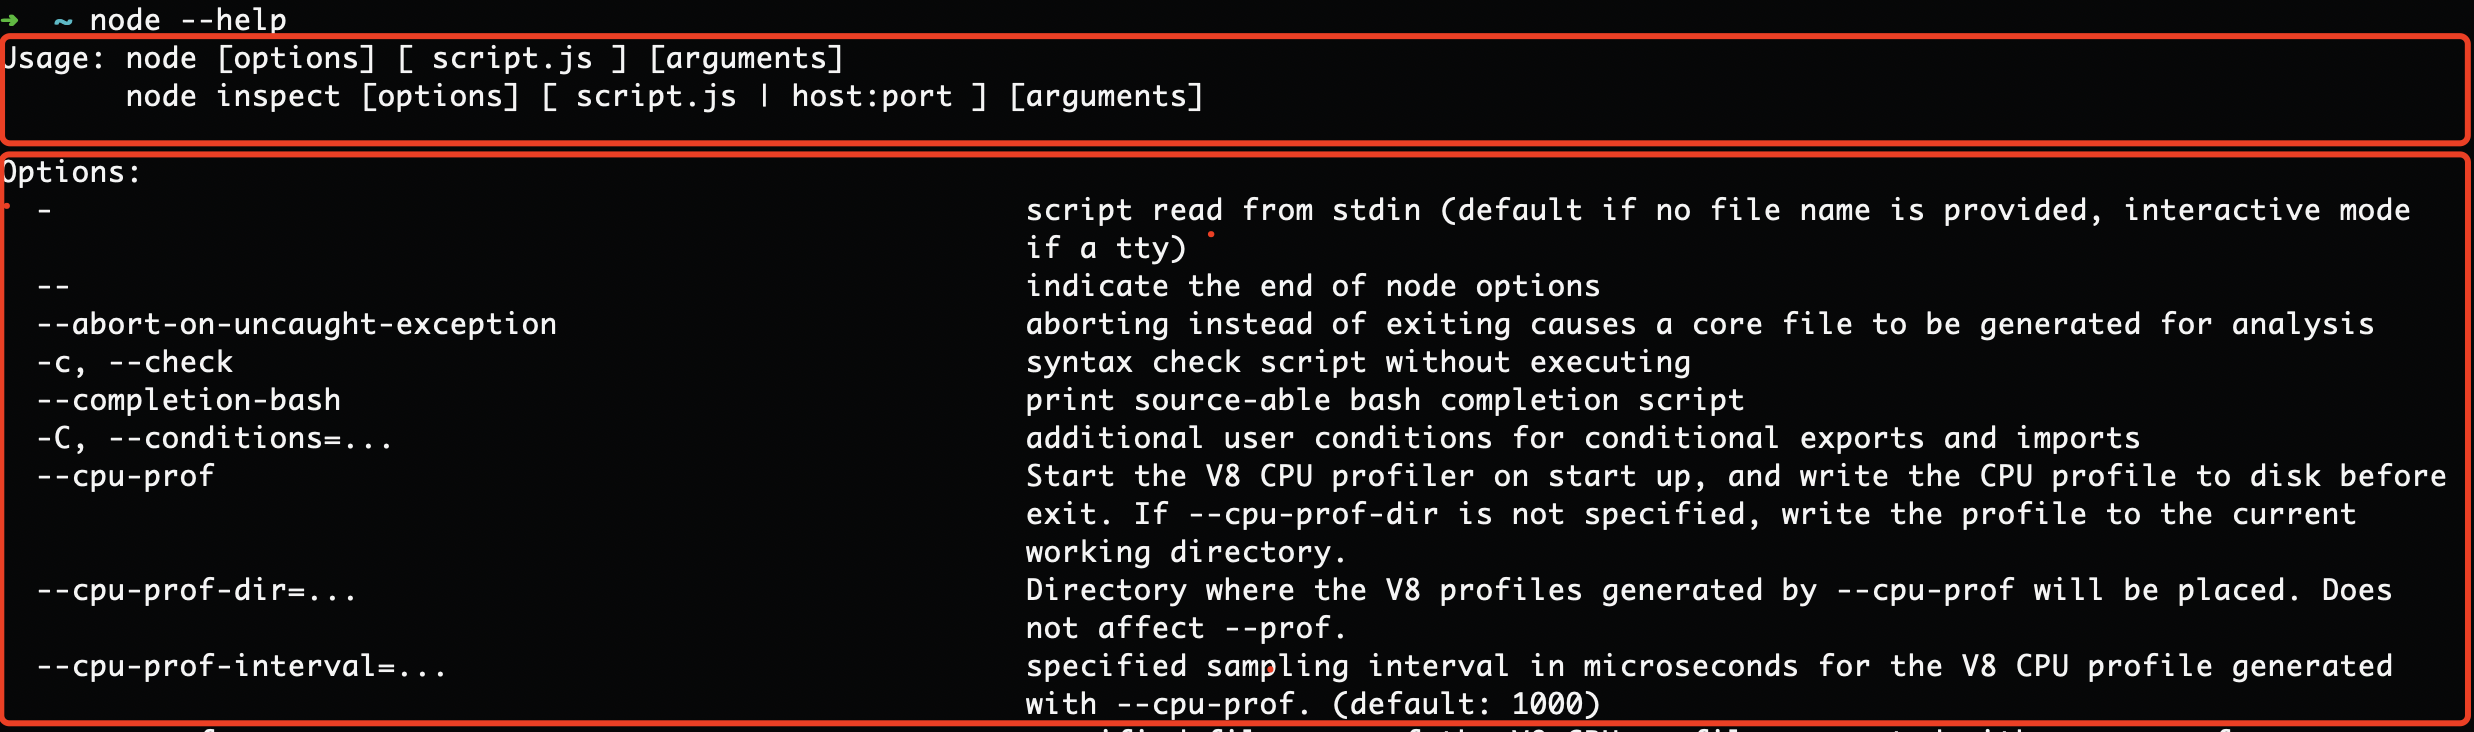 ➜ ~ node --help
Usage: node [options] [ script.js ] [arguments]
node inspect [options] [ script.js | host:port ] [arguments]
Options:
- script read from stdin (default if no file name is provided, interactive mode
if a tty)
-- indicate the end of node options
--abort-on-uncaught-exception aborting instead of exiting causes a core file to be generated for analysis
-c, --check syntax check script without executing
--completion-bash print source-able bash completion script
-C, --conditions=... additional user conditions for conditional exports and imports
--cpu-prof Start the V8 CPU profiler on start up, and write the CPU profile to disk before
exit. If --cpu-prof-dir is not specified, write the profile to the current
working directory.
--cpu-prof-dir=... Directory where the V8 profiles generated by --cpu-prof will be placed. Does
not affect --prof.
--cpu-prof-interval=... specified sampling interval in microseconds for the V8 CPU profile generated
with --cpu-prof. (default: 1000)